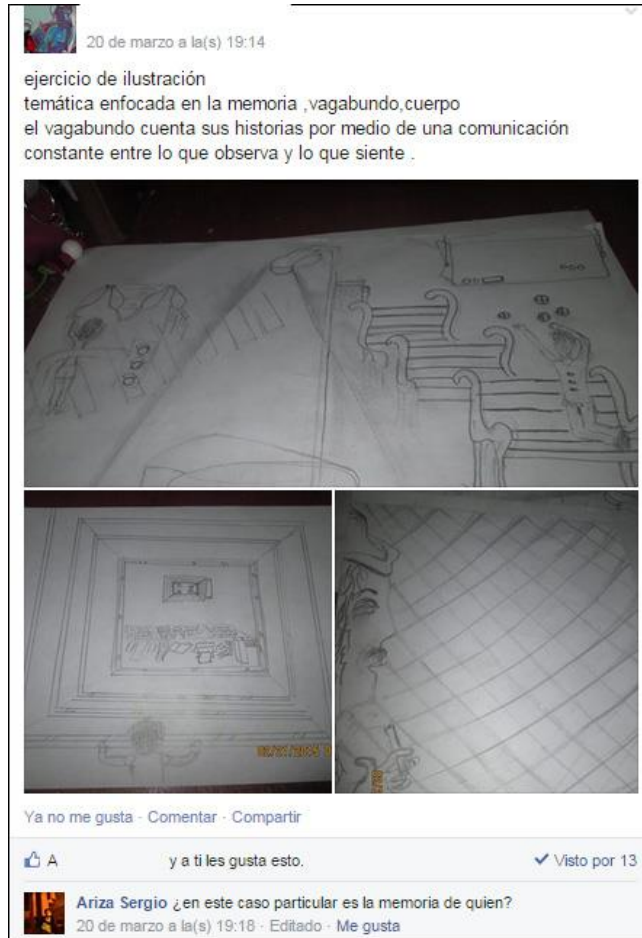 20 de marzo a la(s) 19:14
ejercicio de ilustración
temática enfocada en la memoria ,vagabundo,cuerpo
el vagabundo cuenta sus historias por medio de una comunicación
constante entre lo que observa y lo que siente .
Ya no me gusta · Comentar · Compartir
A y a ti les gusta esto.
Visto por 13
Ariza Sergio ¿en este caso particular es la memoria de quien?
20 de marzo a la(s) 19:18 · Editado · Me gusta